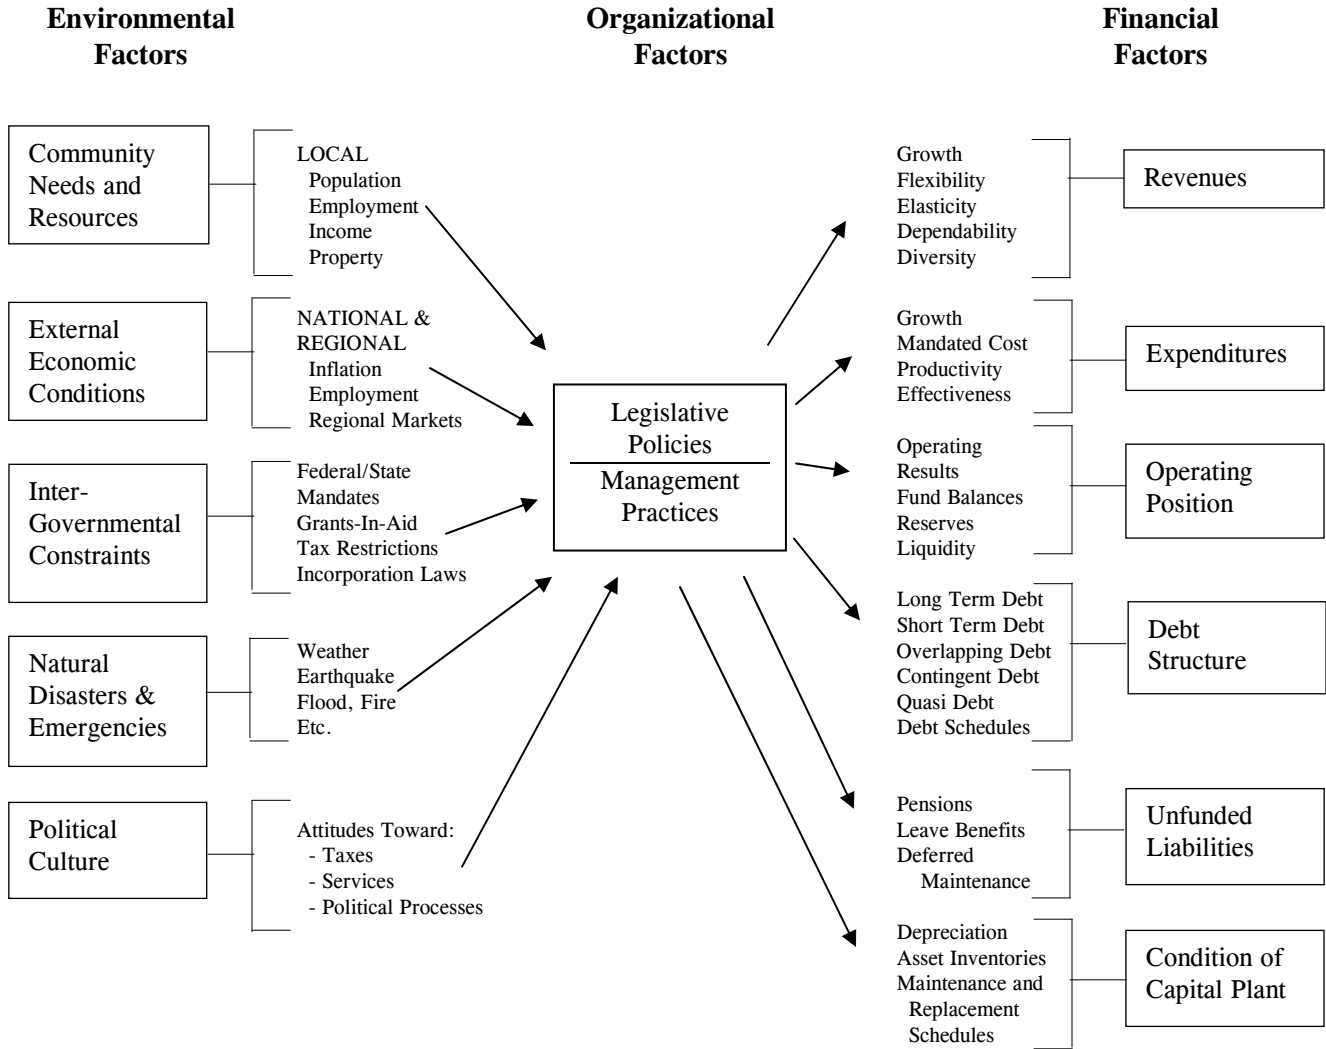 Environmental
Factors
Organizational
Factors
Financial
Factors
Community
Needs and
Resources
LOCAL
Population
Employment
Income
Property
External
Economic
Conditions
NATIONAL &
REGIONAL
Inflation
Employment
Regional Markets
Inter-
Governmental
Constraints
Federal/State
Mandates
Grants-In-Aid
Tax Restrictions
Incorporation Laws
Natural
Disasters &
Emergencies
Weather
Earthquake
Flood, Fire
Etc.
Political
Culture
Attitudes Toward:
- Taxes
- Services
- Political Processes
Legislative
Policies
Management
Practices
Growth
Flexibility
Elasticity
Dependability
Diversity
Revenues
Growth
Mandated Cost
Productivity
Effectiveness
Expenditures
Operating
Results
Fund Balances
Reserves
Liquidity
Operating
Position
Long Term Debt
Short Term Debt
Overlapping Debt
Contingent Debt
Quasi Debt
Debt Schedules
Debt
Structure
Pensions
Leave Benefits
Deferred
Maintenance
Unfunded
Liabilities
Depreciation
Asset Inventories
Maintenance and
Replacement
Schedules
Condition of
Capital Plant